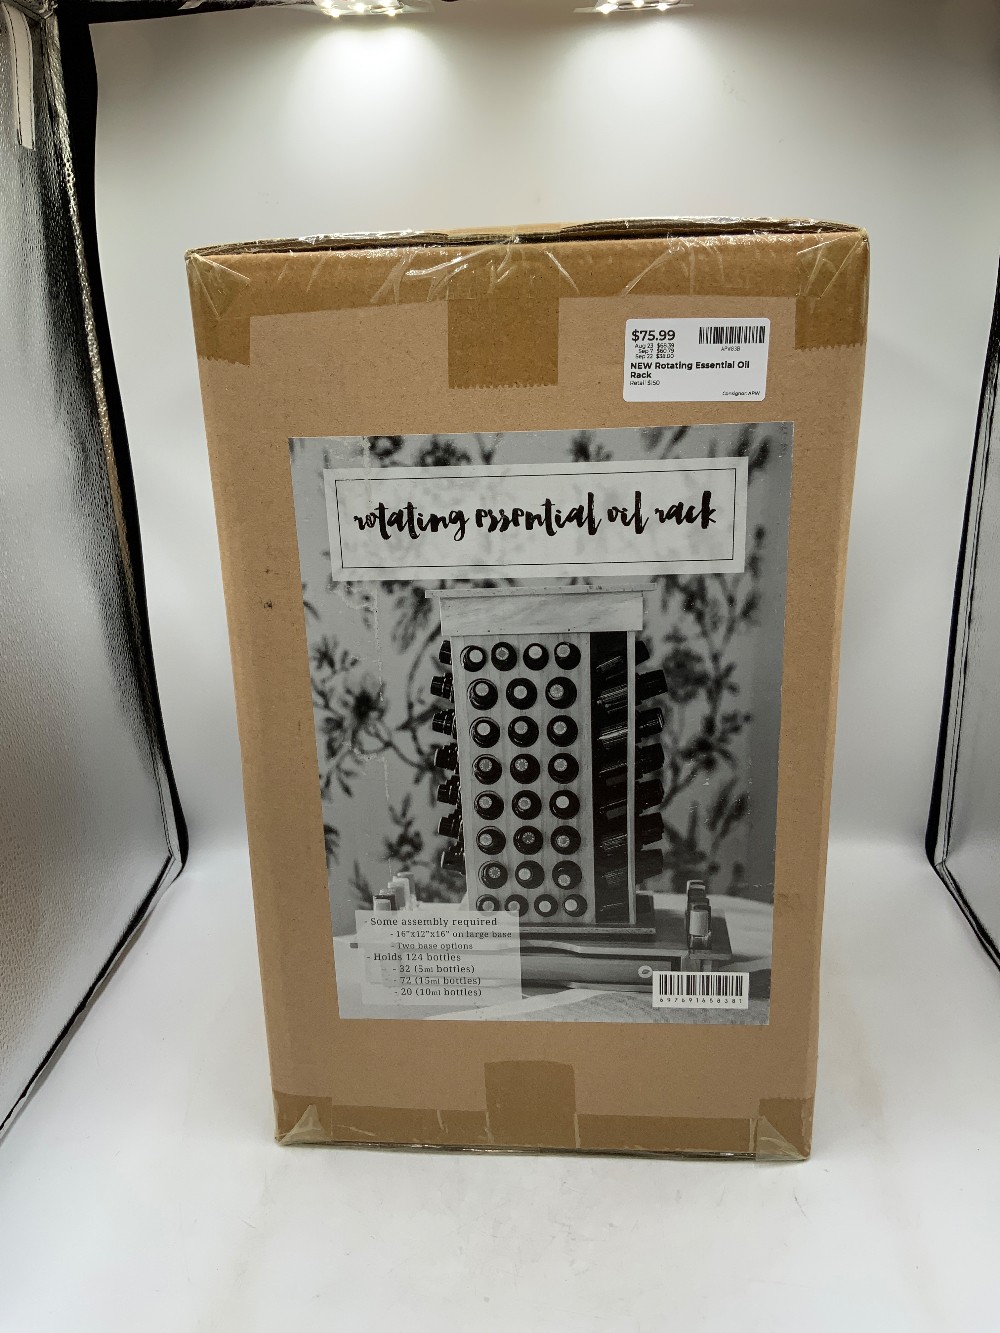 $75.99
Aug 23 $68.39
Sep 7 $60.79
Sep 22 $38.00
NEW Rotating Essential Oil
Rack
Retail $150
Consignor: APW
rotating essential oil rack
- Some assembly required
- 16"x12"x16" on large base
- Two base options
- Holds 124 bottles
- 32 (5ml bottles)
- 72 (15ml bottles)
- 20 (10ml bottles)